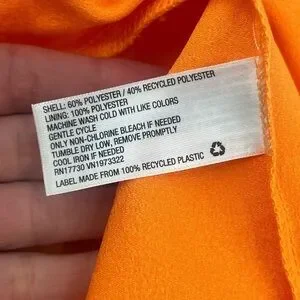 SHELL: 60% POLYESTER / 40% RECYCLED POLYESTER
LINING: 100% POLYESTER
MACHINE WASH COLD WITH LIKE COLORS
GENTLE CYCLE
ONLY NON-CHLORINE BLEACH IF NEEDED
TUMBLE DRY LOW, REMOVE PROMPTLY
COOL IRON IF NEEDED
RN17730 VN1973322
LABEL MADE FROM 100% RECYCLED PLASTIC